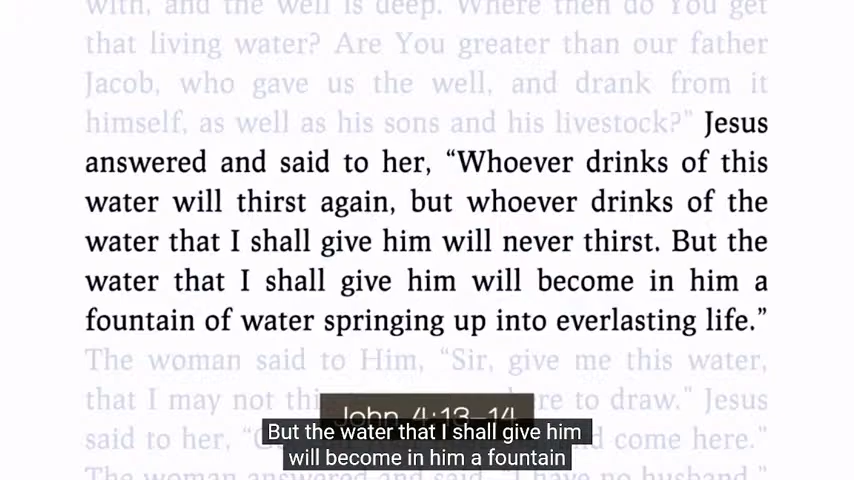 with, and the well is deep. Where then do You get
that living water? Are You greater than our father
Jacob, who gave us the well, and drank from it
himself, as well as his sons and his livestock?” Jesus
answered and said to her, “Whoever drinks of this
water will thirst again, but whoever drinks of the
water that I shall give him will never thirst. But the
water that I shall give him will become in him a
fountain of water springing up into everlasting life.”
The woman said to Him, “Sir, give me this water,
that I may not thi re to draw.” Jesus
John 4:13–14
said to her, “ d come here.”
The woman answered and said, “I have no husband.”
But the water that I shall give him
will become in him a fountain